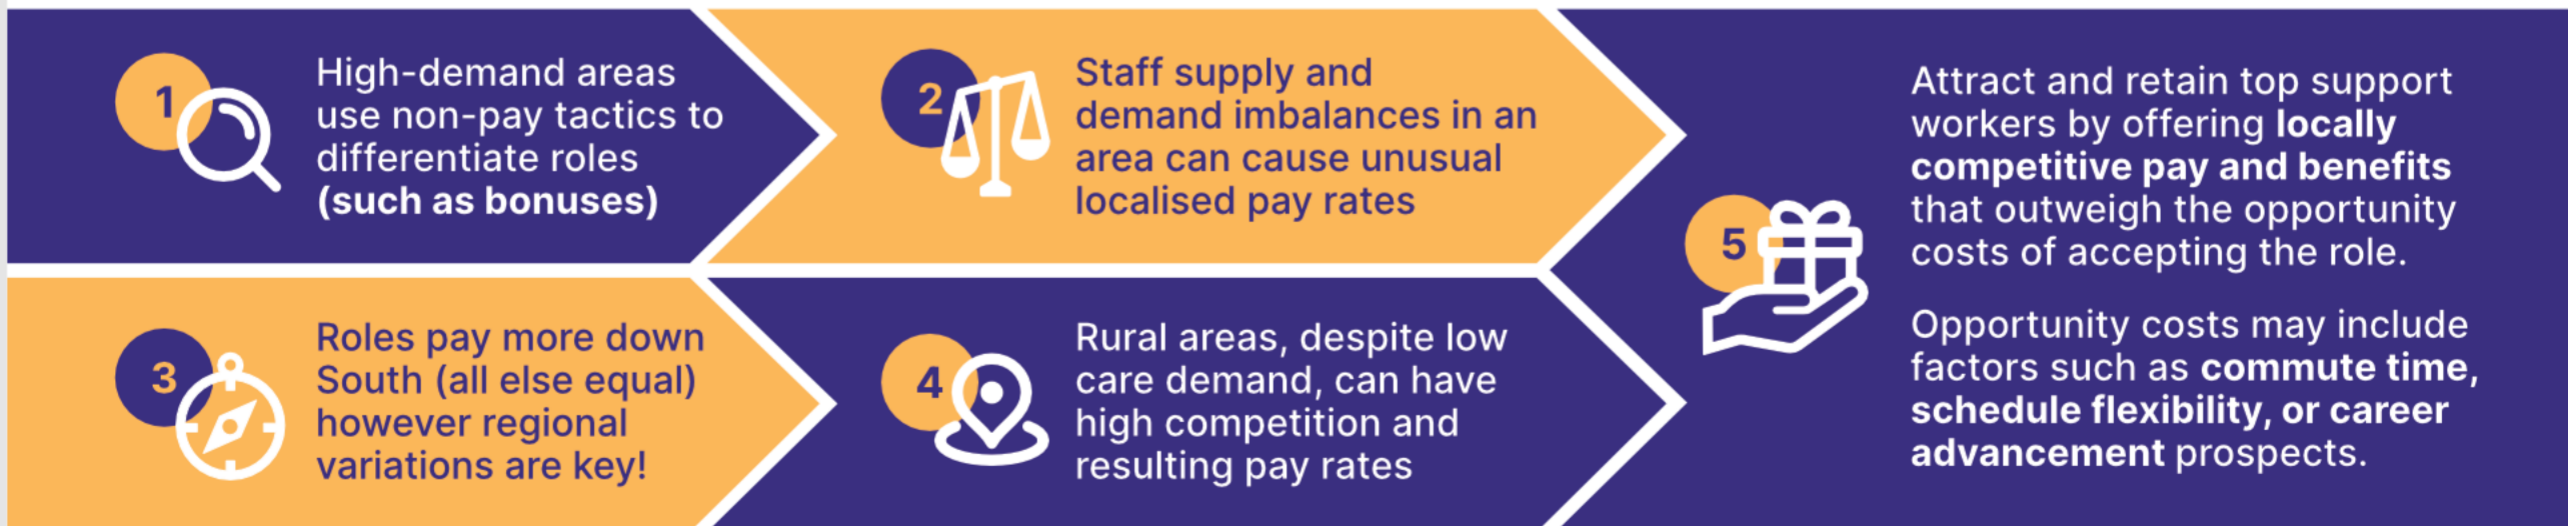 1
High-demand areas
use non-pay tactics to
differentiate roles
(such as bonuses)
2
Staff supply and
demand imbalances in an
area can cause unusual
localised pay rates
3
Roles pay more down
South (all else equal)
however regional
variations are key!
4
Rural areas, despite low
care demand, can have
high competition and
resulting pay rates
5
Attract and retain top support
workers by offering locally
competitive pay and benefits
that outweigh the opportunity
costs of accepting the role.
Opportunity costs may include
factors such as commute time,
schedule flexibility, or career
advancement prospects.